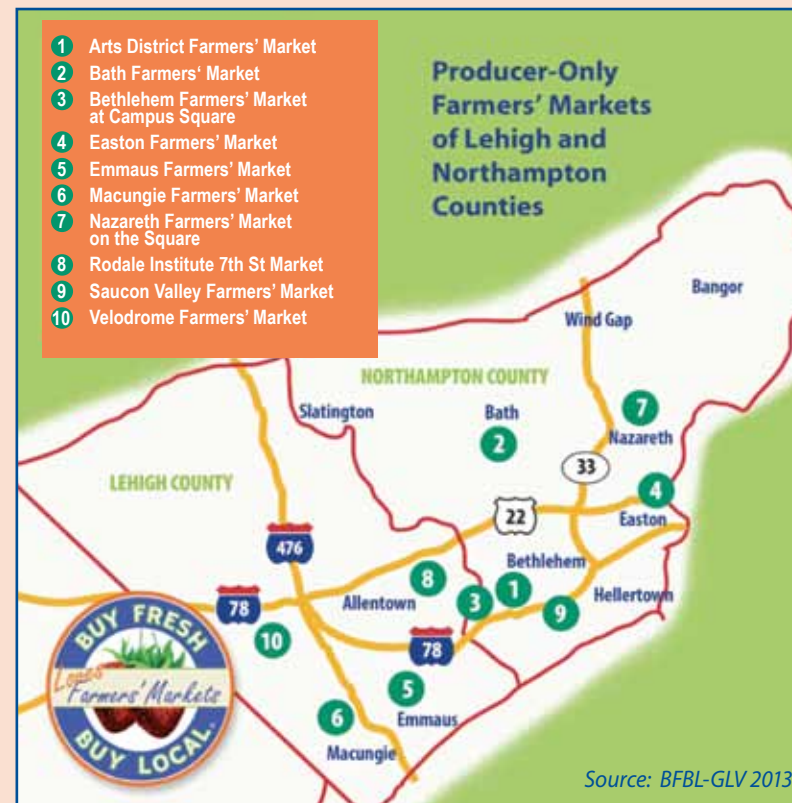 1 Arts District Farmers’ Market
2 Bath Farmers‘ Market
3 Bethlehem Farmers’ Market
at Campus Square
4 Easton Farmers’ Market
5 Emmaus Farmers’ Market
6 Macungie Farmers’ Market
7 Nazareth Farmers’ Market
on the Square
8 Rodale Institute 7th St Market
9 Saucon Valley Farmers’ Market
10 Velodrome Farmers’ Market
Producer-Only
Farmers’ Markets
of Lehigh and
Northampton
Counties
Bangor
Wind Gap
NORTHAMPTON COUNTY
Slatington
Bath
2
7
Nazareth
33
LEHIGH COUNTY
4
Easton
22
476
Bethlehem
8
Allentown
3
1
9
Hellertown
78
10
78
5
Emmaus
6
Macungie
BUY FRESH
Loves
Farmers’ Markets
BUY LOCAL.
Source: BFBL-GLV 2013